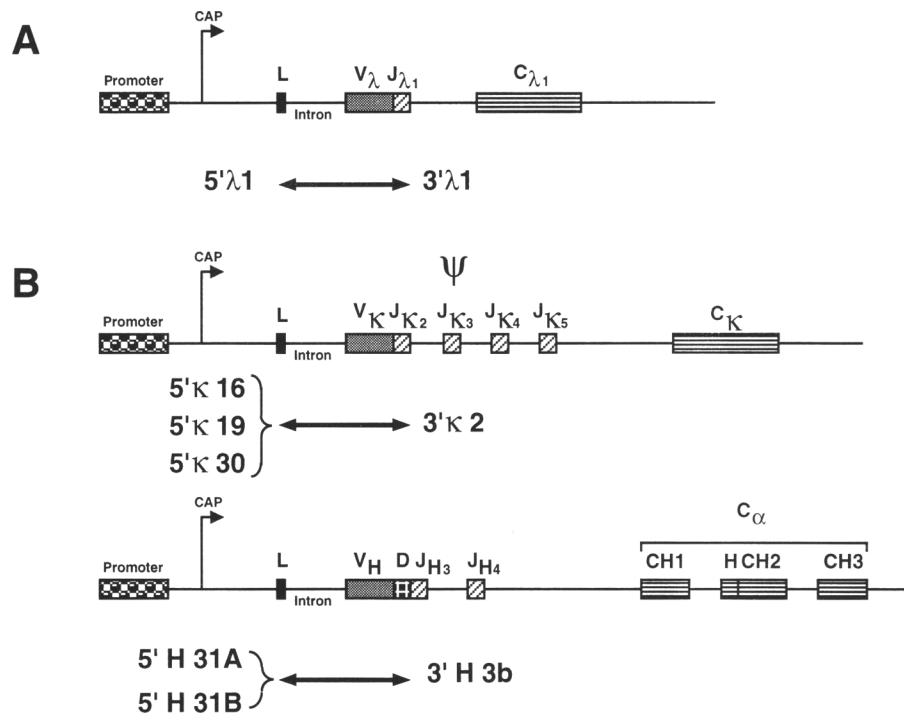 A
CAP
Promoter L Vλ Jλ1 Cλ1
Intron
5'λ1 3'λ1
B
CAP ψ
Promoter L Vκ Jκ2 Jκ3 Jκ4 Jκ5 Cκ
Intron
5'κ 16
5'κ 19 3'κ 2
5'κ 30
CAP Cα
Promoter L VH D JH3 JH4 CH1 H CH2 CH3
Intron
5' H 31A 3' H 3b
5' H 31B